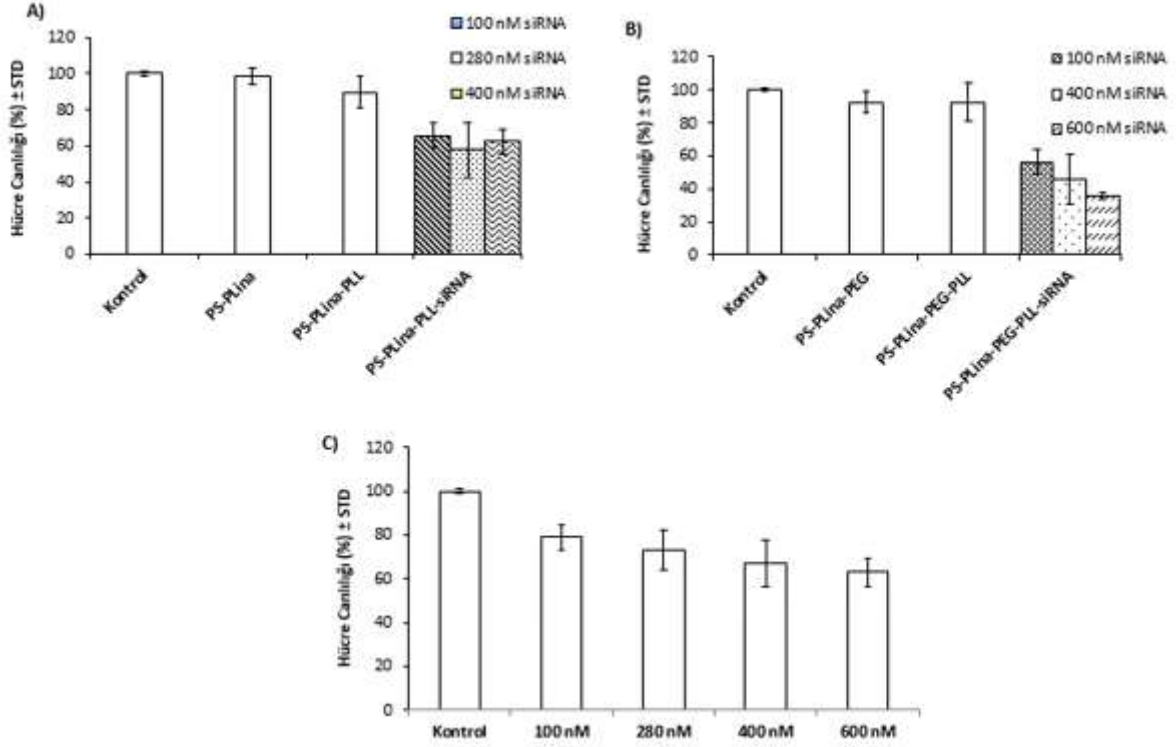 A)
Hücre Canlılığı (%) ± STD
120
100
80
60
40
20
0
100 nM siRNA
280 nM siRNA
400 nM siRNA
Kontrol
PS-PLina
PS-PLina-PLL
PS-PLina-PLL-siRNA
B)
Hücre Canlılığı (%) ± STD
120
100
80
60
40
20
0
100 nM siRNA
400 nM siRNA
600 nM siRNA
Kontrol
PS-PLina-PEG
PS-PLina-PEG-PLL
PS-PLina-PEG-PLL-siRNA
C)
Hücre Canlılığı (%) ± STD
120
100
80
60
40
20
0
Kontrol
100 nM
280 nM
400 nM
600 nM